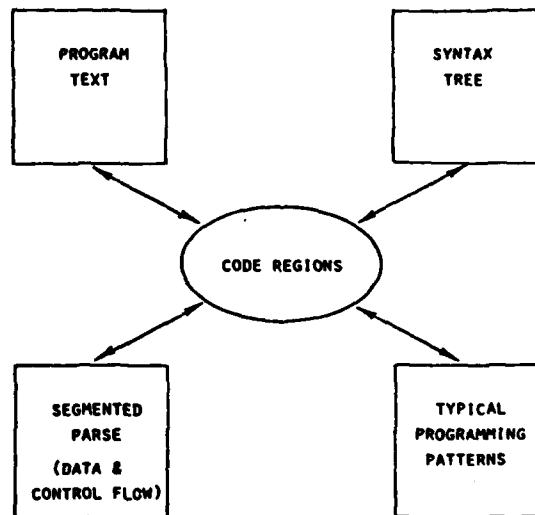 PROGRAM
TEXT
SYNTAX
TREE
CODE REGIONS
SEGMENTED
PARSE
(DATA &
CONTROL FLOW)
TYPICAL
PROGRAMMING
PATTERNS